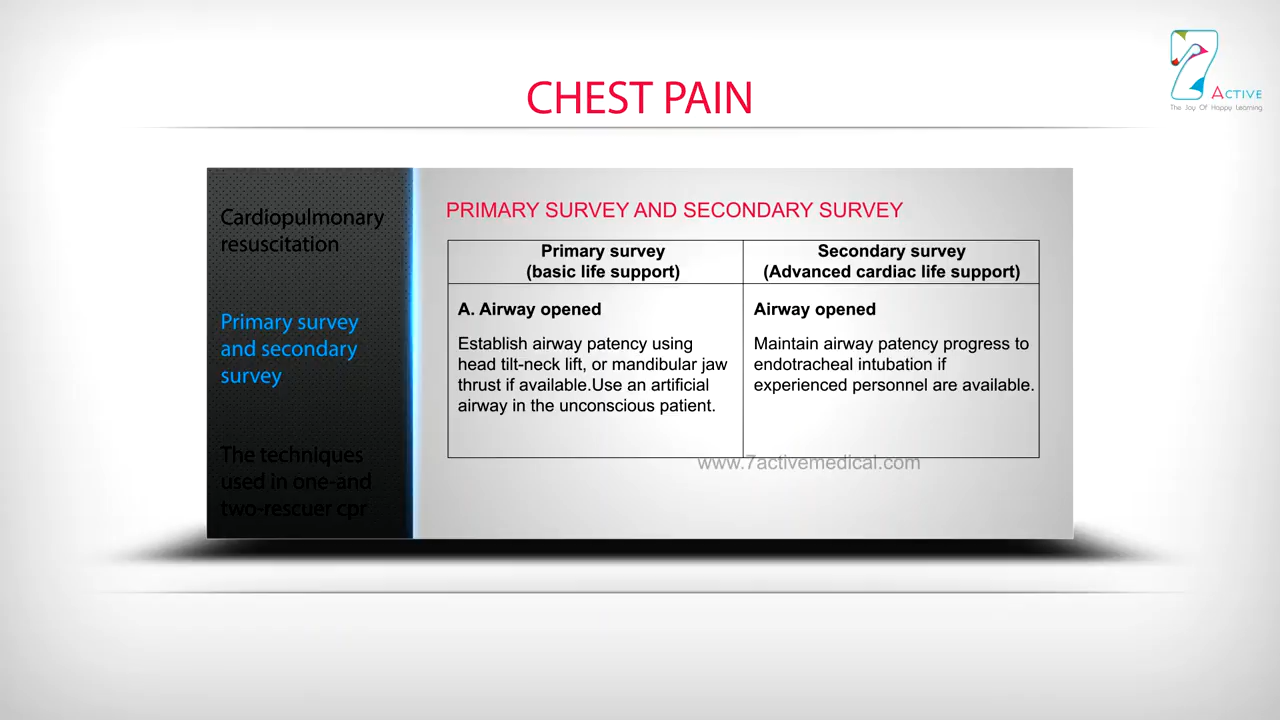 CHEST PAIN
7
ACTIVE
The Joy Of Happy Learning
Cardiopulmonary
resuscitation
Primary survey
and secondary
survey
The techniques
used in one-and
two-rescuer cpr
PRIMARY SURVEY AND SECONDARY SURVEY
Primary survey
(basic life support)
A. Airway opened
Establish airway patency using
head tilt-neck lift, or mandibular jaw
thrust if available.Use an artificial
airway in the unconscious patient.
Secondary survey
(Advanced cardiac life support)
Airway opened
Maintain airway patency progress to
endotracheal intubation if
experienced personnel are available.
www.7activemedical.com